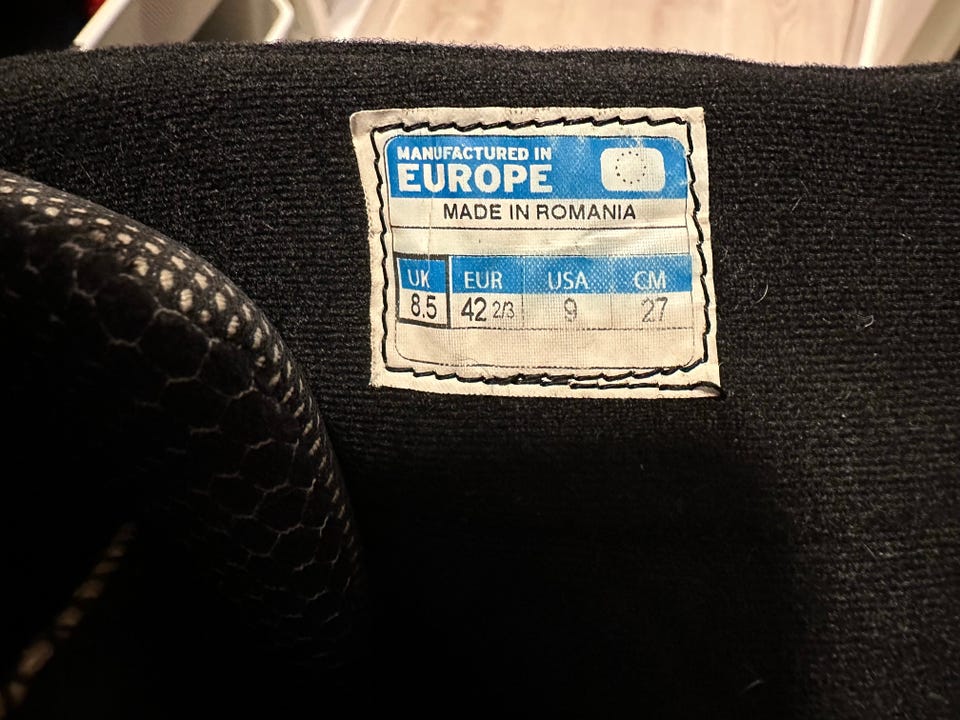 MANUFACTURED IN
EUROPE
MADE IN ROMANIA
UK EUR USA CM
8.5 42 2/3 9 27